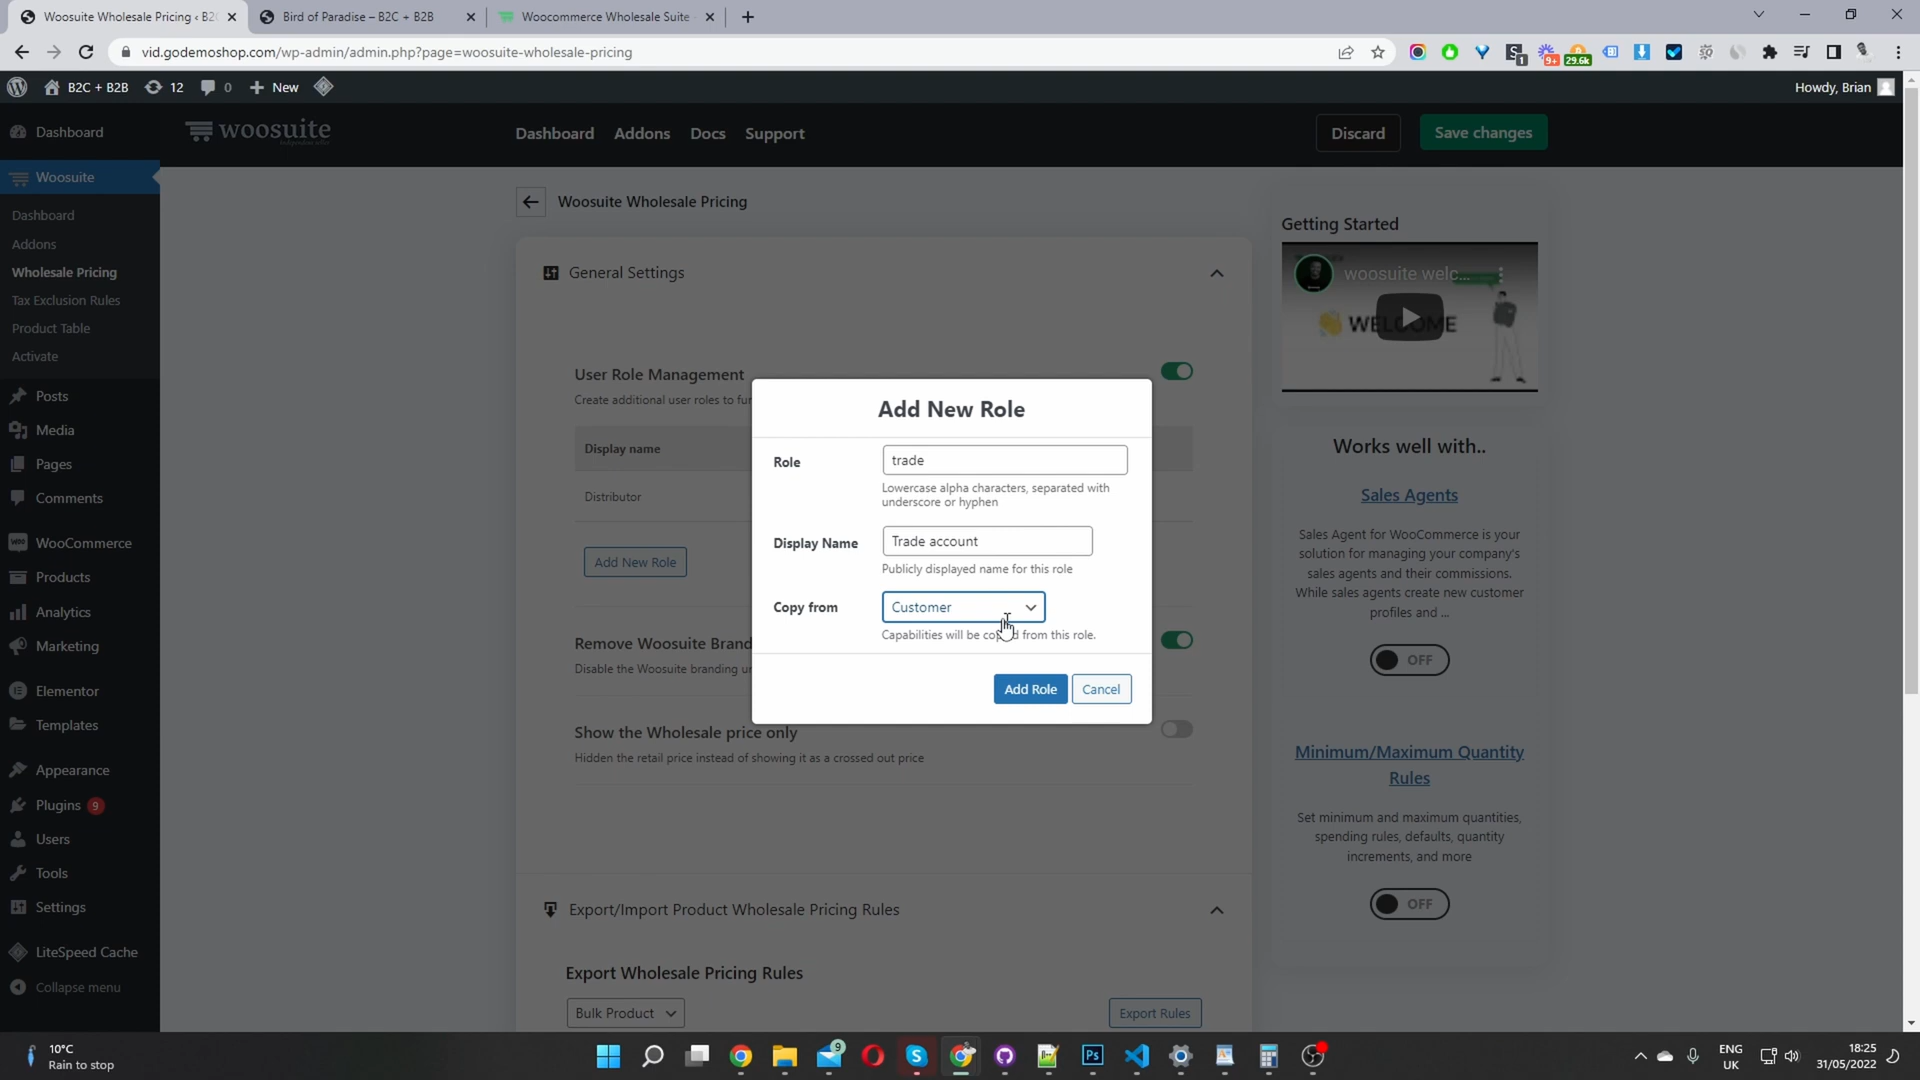 Woosuite Wholesale Pricing ‹ B2C
Bird of Paradise – B2C + B2B
Woocommerce Wholesale Suite
vid.godemoshop.com/wp-admin/admin.php?page=woosuite-wholesale-pricing
1
9+
29.6k
B2C + B2B
12
0
New
Howdy, Brian
Dashboard
woosuite
Dashboard
Addons
Docs
Support
Discard
Save changes
Woosuite
Dashboard
Addons
Wholesale Pricing
Tax Exclusion Rules
Product Table
Activate
Posts
Media
Pages
Comments
WooCommerce
Products
Analytics
Marketing
Elementor
Templates
Appearance
Plugins 9
Users
Tools
Settings
LiteSpeed Cache
Collapse menu
Woosuite Wholesale Pricing
General Settings
User Role Management
Create additional user roles to fur
Display name
Distributor
Add New Role
Remove Woosuite Brand
Disable the Woosuite branding un
Show the Wholesale price only
Hidden the retail price instead of showing it as a crossed out price
Export/Import Product Wholesale Pricing Rules
Export Wholesale Pricing Rules
Bulk Product
Export Rules
Add New Role
Role
trade
Lowercase alpha characters, separated with
underscore or hyphen
Display Name
Trade account
Publicly displayed name for this role
Copy from
Customer
Capabilities will be copied from this role.
Add Role
Cancel
Getting Started
woosuite welc...
WELCOME
Works well with..
Sales Agents
Sales Agent for WooCommerce is your
solution for managing your company's
sales agents and their commissions.
While sales agents create new customer
profiles and ...
OFF
Minimum/Maximum Quantity
Rules
Set minimum and maximum quantities,
spending rules, defaults, quantity
increments, and more
OFF
10°C
Rain to stop
9
Ps
ENG
UK
18:25
31/05/2022